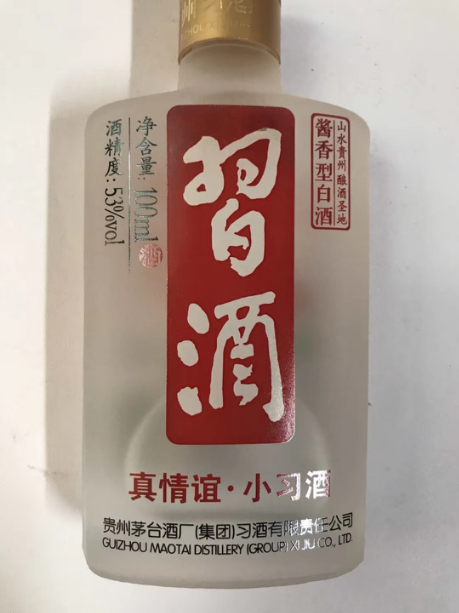 净含量：100ml
酒精度：53%vol
酒
習酒
山水贵州 酿酒圣地
酱香型白酒
真情谊·小习酒
贵州茅台酒厂(集团)习酒有限责任公司
GUIZHOU MAOTAI DISTILLERY (GROUP) XIJIU CO., LTD.